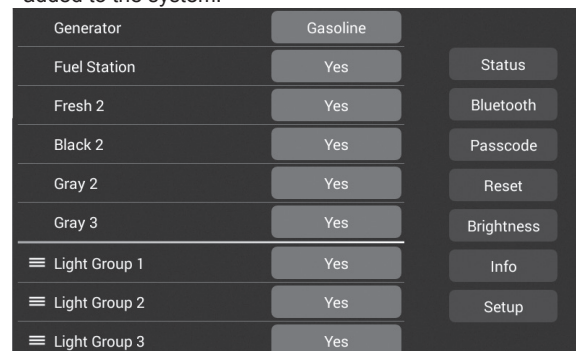 added to the system.
Generator Gasoline
Fuel Station Yes Status
Fresh 2 Yes Bluetooth
Black 2 Yes Passcode
Gray 2 Yes Reset
Gray 3 Yes Brightness
Light Group 1 Yes Info
Light Group 2 Yes Setup
Light Group 3 Yes